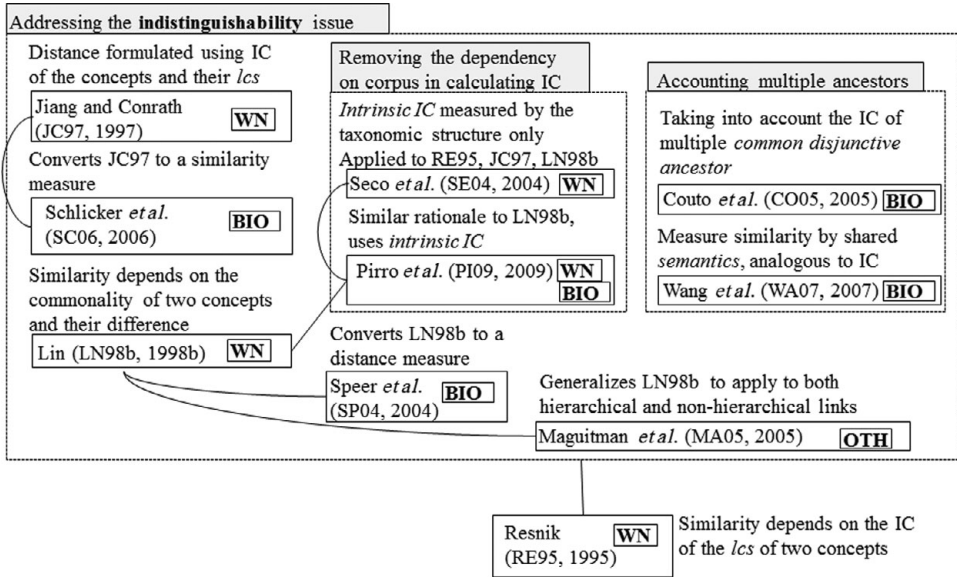 Addressing the indistinguishability issue
Distance formulated using IC
of the concepts and their lcs
Jiang and Conrath
(JC97, 1997)
WN
Converts JC97 to a similarity
measure
Schlicker et al.
(SC06, 2006)
BIO
Similarity depends on the
commonality of two concepts
and their difference
Lin (LN98b, 1998b)
WN
Removing the dependency
on corpus in calculating IC
Intrinsic IC measured by the
taxonomic structure only
Applied to RE95, JC97, LN98b
Seco et al. (SE04, 2004)
WN
Similar rationale to LN98b,
uses intrinsic IC
Pirro et al. (PI09, 2009)
WN
BIO
Accounting multiple ancestors
Taking into account the IC of
multiple common disjunctive
ancestor
Couto et al. (CO05, 2005)
BIO
Measure similarity by shared
semantics, analogous to IC
Wang et al. (WA07, 2007)
BIO
Converts LN98b to a
distance measure
Speer et al.
(SP04, 2004)
BIO
Generalizes LN98b to apply to both
hierarchical and non-hierarchical links
Maguitman et al. (MA05, 2005)
OTH
Resnik
(RE95, 1995)
WN
Similarity depends on the IC
of the lcs of two concepts